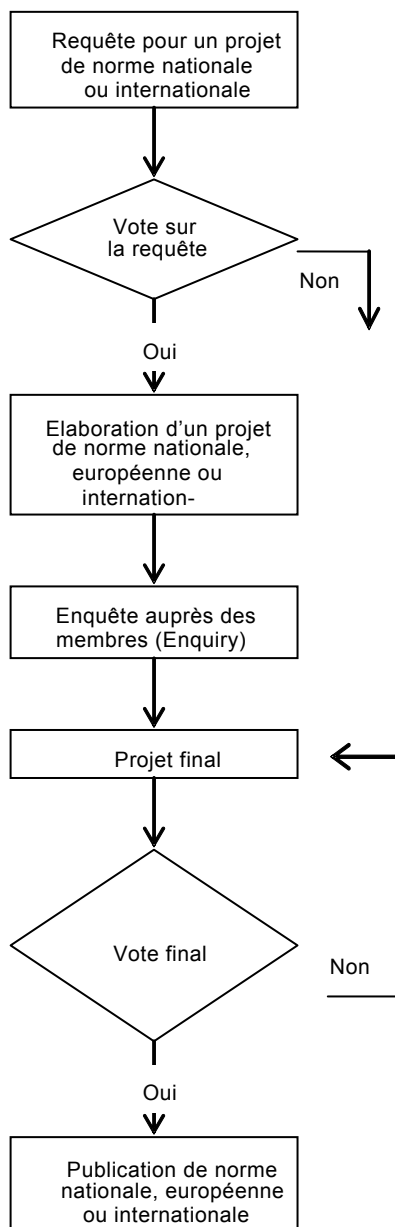 Requête pour un projet
de norme nationale
ou internationale
Vote sur
la requête
Non
Oui
Elaboration d'un projet
de norme nationale,
européenne ou
internation-
Enquête auprès des
membres (Enquiry)
Projet final
Vote final
Non
Oui
Publication de norme
nationale, européenne
ou internationale